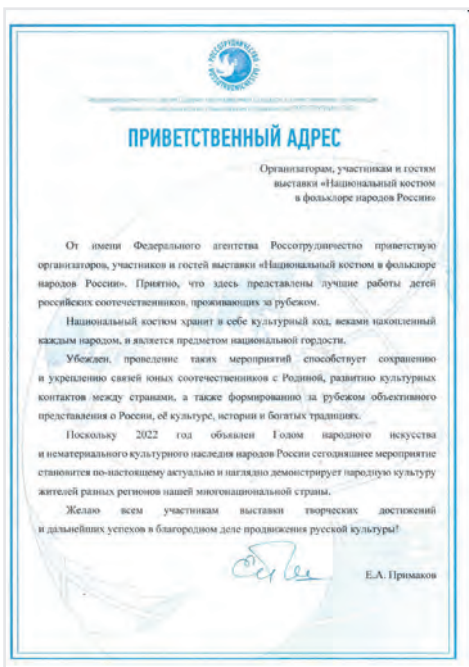 РОССОТРУДНИЧЕСТВО
ПРИВЕТСТВЕННЫЙ АДРЕС
Организаторам, участникам и гостям
выставки «Национальный костюм
в фольклоре народов России»
От имени Федерального агентства Россотрудничество приветствую
организаторов, участников и гостей выставки «Национальный костюм в фольклоре
народов России». Приятно, что здесь представлены лучшие работы детей
российских соотечественников, проживающих за рубежом.
Национальный костюм хранит в себе культурный код, веками накопленный
каждым народом, и является предметом национальной гордости.
Убежден, проведение таких мероприятий способствует сохранению
и укреплению связей юных соотечественников с Родиной, развитию культурных
контактов между странами, а также формированию за рубежом объективного
представления о России, её культуре, истории и богатых традициях.
Поскольку 2022 год объявлен Годом народного искусства
и нематериального культурного наследия народов России сегодняшнее мероприятие
становится по-настоящему актуально и наглядно демонстрирует народную культуру
жителей разных регионов нашей многонациональной страны.
Желаю всем участникам выставки творческих достижений
и дальнейших успехов в благородном деле продвижения русской культуры!
Е.А. Примаков